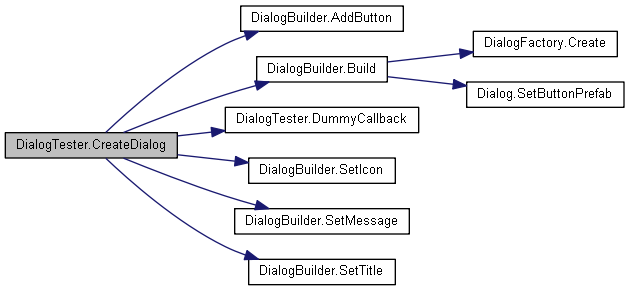 DialogBuilder.AddButton
DialogFactory.Create
DialogBuilder.Build
Dialog.SetButtonPrefab
DialogTester.DummyCallback
DialogTester.CreateDialog
DialogBuilder.SetIcon
DialogBuilder.SetMessage
DialogBuilder.SetTitle